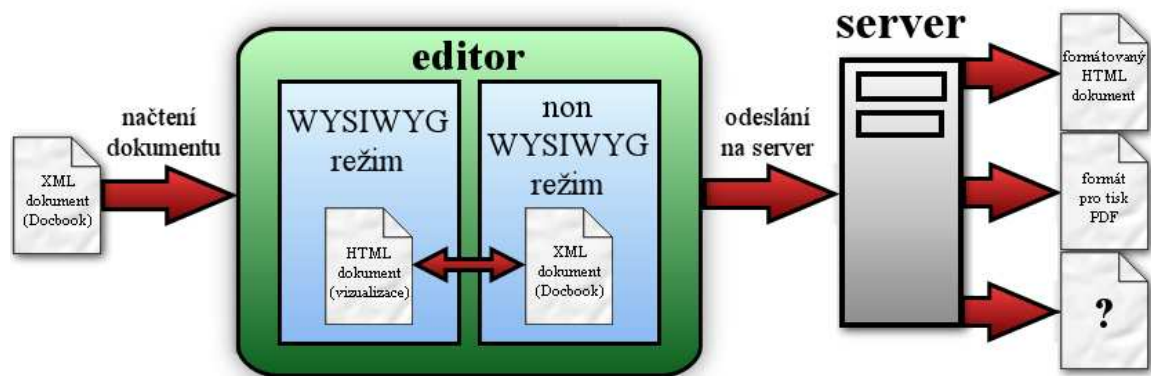 XML
dokument
(Docbook)
načtení
dokumentu
editor
WYSIWYG
režim
HTML
dokument
(vizualizace)
non
WYSIWYG
režim
XML
dokument
(Docbook)
odeslání
na server
server
formátovaný
HTML
dokument
formát
pro tisk
PDF
?